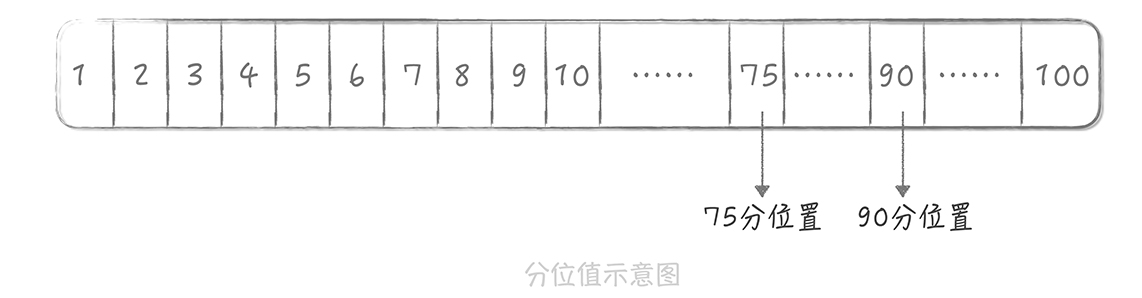 1 2 3 4 5 6 7 8 9 10 ...... 75 ...... 90 ...... 100
75分位置 90分位置
分位值示意图